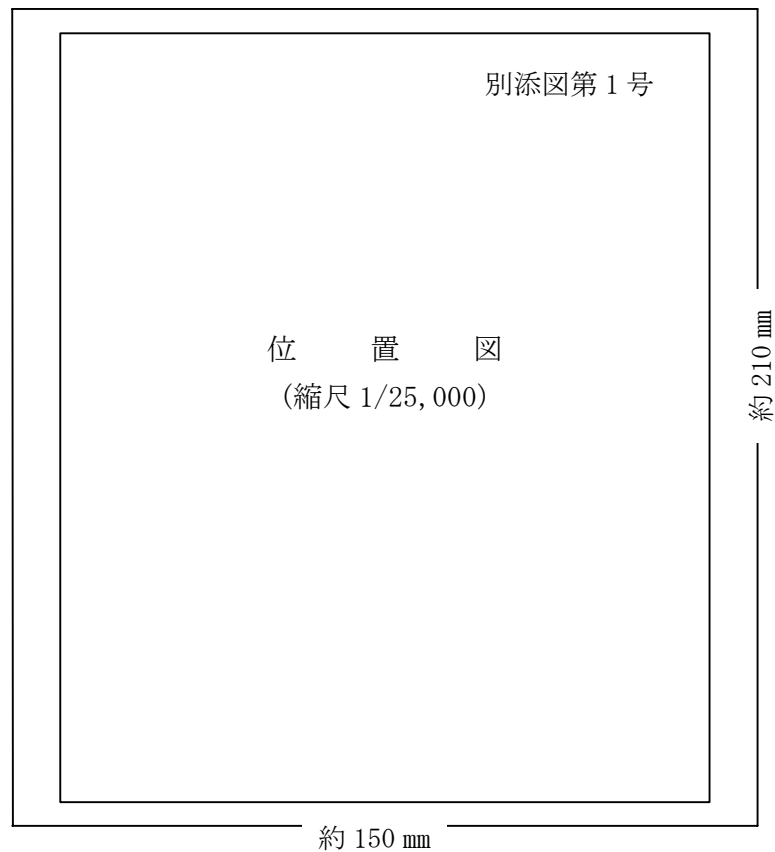 別添図第1号
位　置　図
(縮尺 1/25,000)
約 210 ㎜
約 150 ㎜